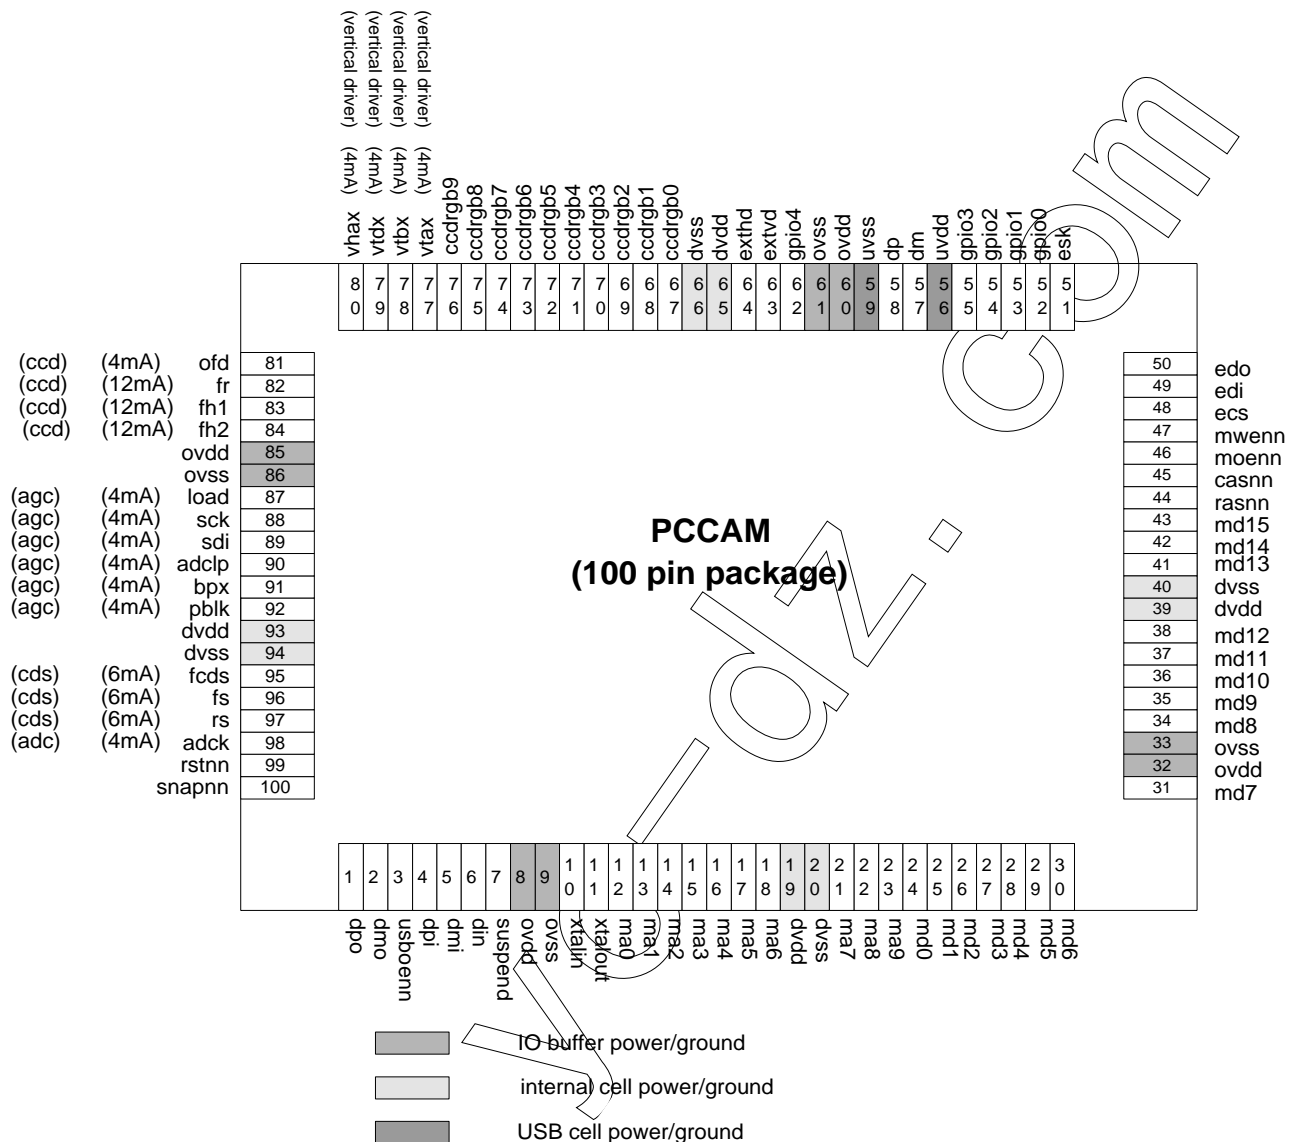 vhax (4mA) (vertical driver)
vtdx (4mA) (vertical driver)
vtbx (4mA) (vertical driver)
vtax (4mA) (vertical driver)
ccdrgb9
ccdrgb8
ccdrgb7
ccdrgb6
ccdrgb5
ccdrgb4
ccdrgb3
ccdrgb2
ccdrgb1
ccdrgb0
dvss
dvdd
exthd
extvd
gpio4
ovss
ovdd
uvss
dp
dm
uvdd
gpio3
gpio2
gpio1
gpio0
esk
80 79 78 77 76 75 74 73 72 71 70 69 68 67 66 65 64 63 62 61 60 59 58 57 56 55 54 53 52 51
(ccd) (4mA) ofd 81
(ccd) (12mA) fr 82
(ccd) (12mA) fh1 83
(ccd) (12mA) fh2 84
ovdd 85
ovss 86
(agc) (4mA) load 87
(agc) (4mA) sck 88
(agc) (4mA) sdi 89
(agc) (4mA) adclp 90
(agc) (4mA) bpx 91
(agc) (4mA) pblk 92
dvdd 93
dvss 94
(cds) (6mA) fcds 95
(cds) (6mA) fs 96
(cds) (6mA) rs 97
(adc) (4mA) adck 98
rstnn 99
snapnn 100
PCCAM
(100 pin package)
50 edo
49 edi
48 ecs
47 mwenn
46 moenn
45 casnn
44 rasnn
43 md15
42 md14
41 md13
40 dvss
39 dvdd
38 md12
37 md11
36 md10
35 md9
34 md8
33 ovss
32 ovdd
31 md7
1 2 3 4 5 6 7 8 9 10 11 12 13 14 15 16 17 18 19 20 21 22 23 24 25 26 27 28 29 30
dpo
dmo
usboenn
dpi
dmi
din
suspend
ovdd
ovss
xtalin
xtalout
ma0
ma1
ma2
ma3
ma4
ma5
ma6
dvdd
dvss
ma7
ma8
ma9
md0
md1
md2
md3
md4
md5
md6
IO buffer power/ground
internal cell power/ground
USB cell power/ground